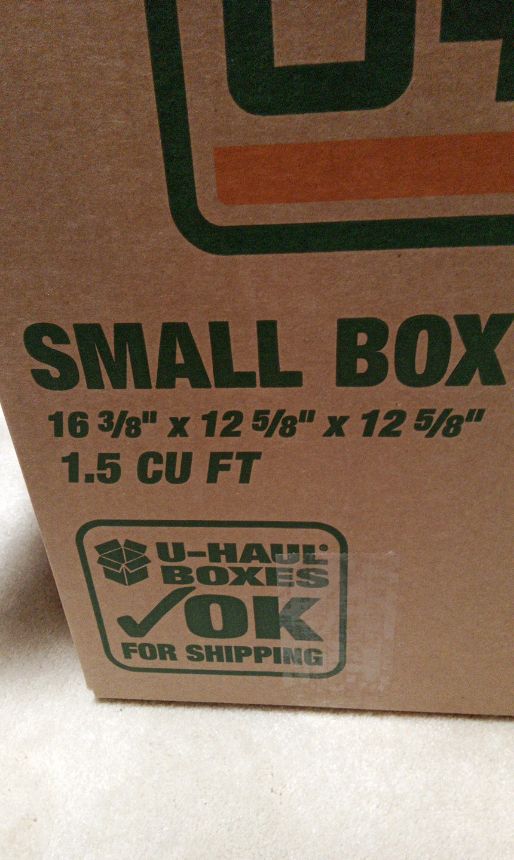 SMALL BOX
16 3/8" x 12 5/8" x 12 5/8"
1.5 CU FT
U-HAUL®
BOXES
✓OK
FOR SHIPPING